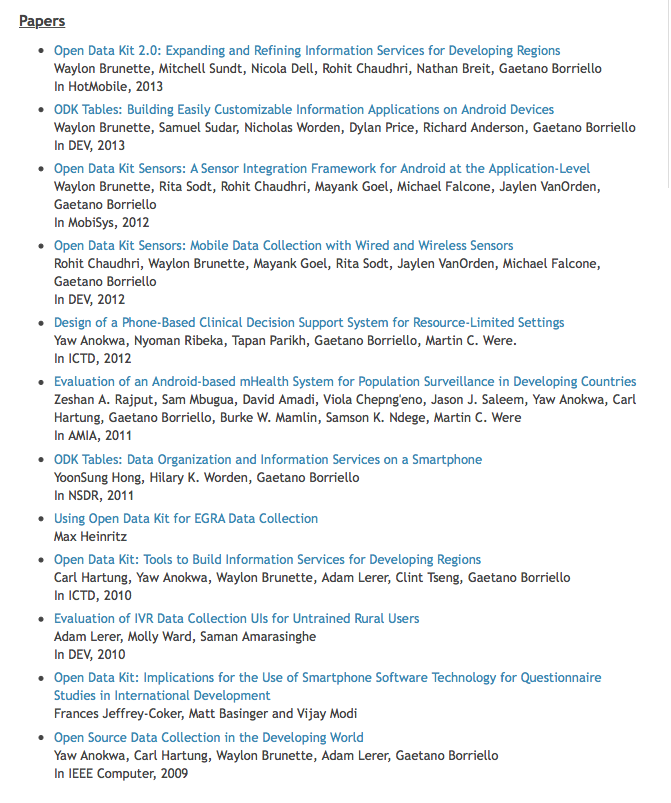 Papers
Open Data Kit 2.0: Expanding and Refining Information Services for Developing Regions
Waylon Brunette, Mitchell Sundt, Nicola Dell, Rohit Chaudhri, Nathan Breit, Gaetano Borriello
In HotMobile, 2013
ODK Tables: Building Easily Customizable Information Applications on Android Devices
Waylon Brunette, Samuel Sudar, Nicholas Worden, Dylan Price, Richard Anderson, Gaetano Borriello
In DEV, 2013
Open Data Kit Sensors: A Sensor Integration Framework for Android at the Application-Level
Waylon Brunette, Rita Sodt, Rohit Chaudhri, Mayank Goel, Michael Falcone, Jaylen VanOrden,
Gaetano Borriello
In MobiSys, 2012
Open Data Kit Sensors: Mobile Data Collection with Wired and Wireless Sensors
Rohit Chaudhri, Waylon Brunette, Mayank Goel, Rita Sodt, Jaylen VanOrden, Michael Falcone,
Gaetano Borriello
In DEV, 2012
Design of a Phone-Based Clinical Decision Support System for Resource-Limited Settings
Yaw Anokwa, Nyoman Ribeka, Tapan Parikh, Gaetano Borriello, Martin C. Were.
In ICTD, 2012
Evaluation of an Android-based mHealth System for Population Surveillance in Developing Countries
Zeshan A. Rajput, Sam Mbugua, David Amadi, Viola Chepng'eno, Jason J. Saleem, Yaw Anokwa, Carl
Hartung, Gaetano Borriello, Burke W. Mamlin, Samson K. Ndege, Martin C. Were
In AMIA, 2011
ODK Tables: Data Organization and Information Services on a Smartphone
YoonSung Hong, Hilary K. Worden, Gaetano Borriello
In NSDR, 2011
Using Open Data Kit for EGRA Data Collection
Max Heinritz
Open Data Kit: Tools to Build Information Services for Developing Regions
Carl Hartung, Yaw Anokwa, Waylon Brunette, Adam Lerer, Clint Tseng, Gaetano Borriello
In ICTD, 2010
Evaluation of IVR Data Collection UIs for Untrained Rural Users
Adam Lerer, Molly Ward, Saman Amarasinghe
In DEV, 2010
Open Data Kit: Implications for the Use of Smartphone Software Technology for Questionnaire
Studies in International Development
Frances Jeffrey-Coker, Matt Basinger and Vijay Modi
Open Source Data Collection in the Developing World
Yaw Anokwa, Carl Hartung, Waylon Brunette, Adam Lerer, Gaetano Borriello
In IEEE Computer, 2009